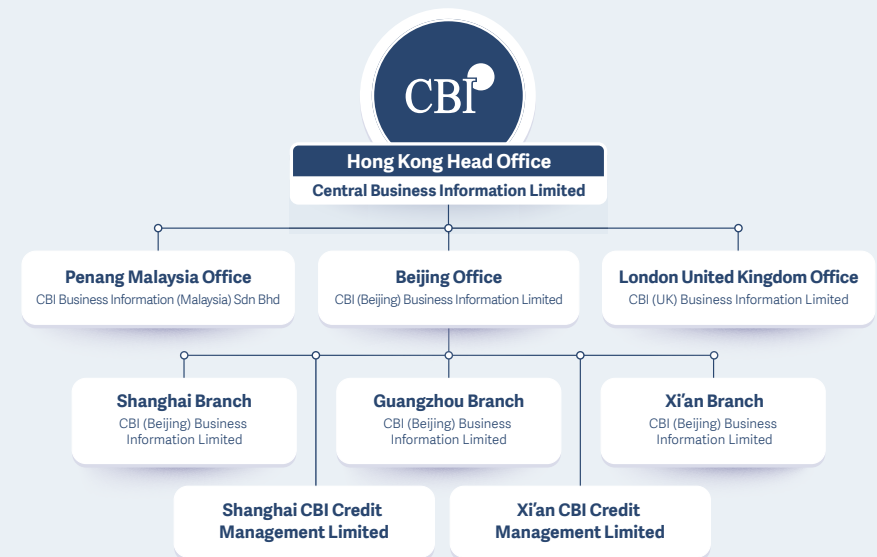 CBI
Hong Kong Head Office
Central Business Information Limited
Penang Malaysia Office
CBI Business Information (Malaysia) Sdn Bhd
Beijing Office
CBI (Beijing) Business Information Limited
London United Kingdom Office
CBI (UK) Business Information Limited
Shanghai Branch
CBI (Beijing) Business
Information Limited
Guangzhou Branch
CBI (Beijing) Business
Information Limited
Xi’an Branch
CBI (Beijing) Business
Information Limited
Shanghai CBI Credit
Management Limited
Xi’an CBI Credit
Management Limited